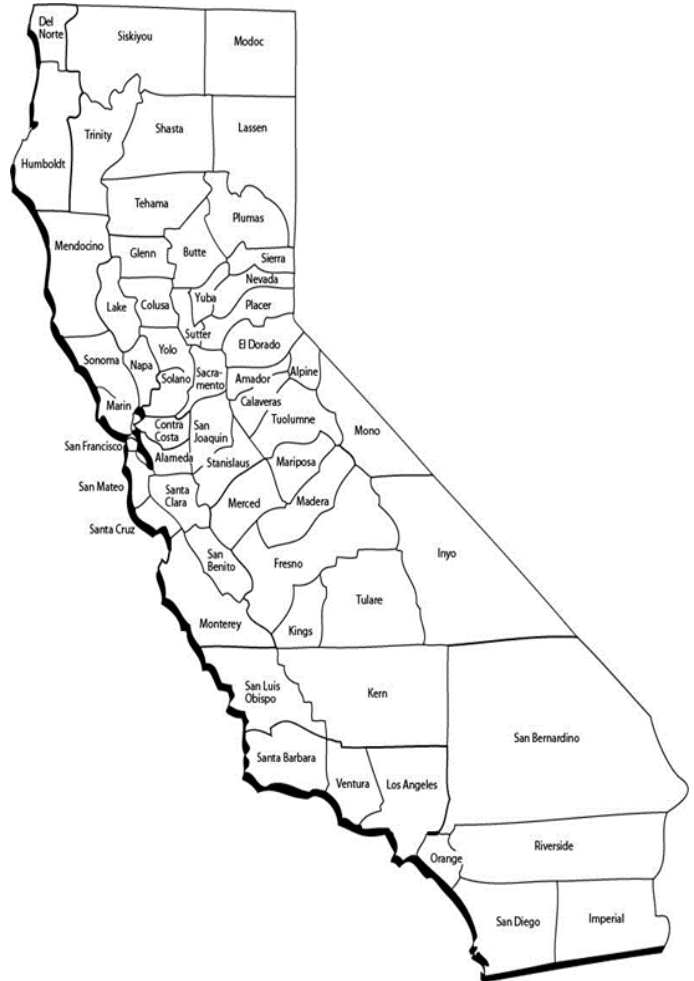 Del
Norte
Siskiyou
Modoc
Trinity
Shasta
Lassen
Humboldt
Tehama
Plumas
Mendocino
Glenn
Butte
Sierra
Nevada
Lake
Colusa
Yuba
Placer
Sutter
El Dorado
Sonoma
Napa
Yolo
Solano
Sacra-
mento
Amador
Alpine
Calaveras
Marin
Contra
Costa
San
Joaquin
Tuolumne
Mono
San Francisco
Alameda
Stanislaus
Mariposa
San Mateo
Santa
Clara
Merced
Madera
Santa Cruz
San
Benito
Fresno
Inyo
Tulare
Monterey
Kings
San Luis
Obispo
Kern
San Bernardino
Santa Barbara
Ventura
Los Angeles
Orange
Riverside
San Diego
Imperial